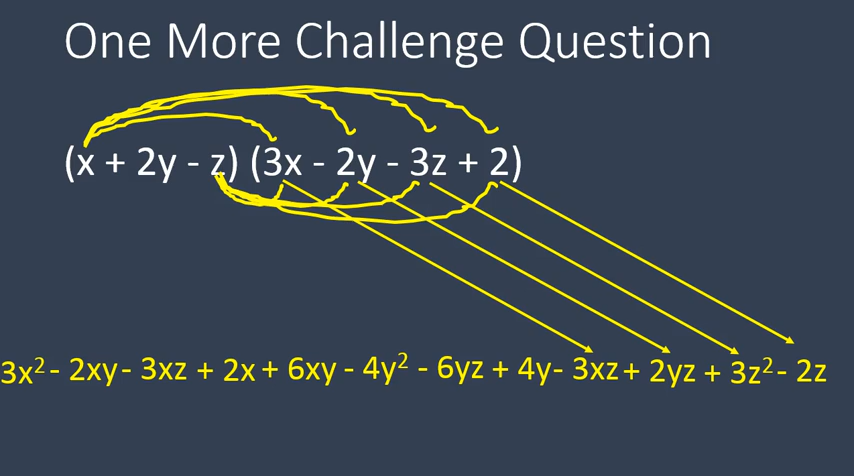 One More Challenge Question
(x + 2y - z) (3x - 2y - 3z + 2)
3x² - 2xy - 3xz + 2x + 6xy - 4y² - 6yz + 4y - 3xz + 2yz + 3z² - 2z